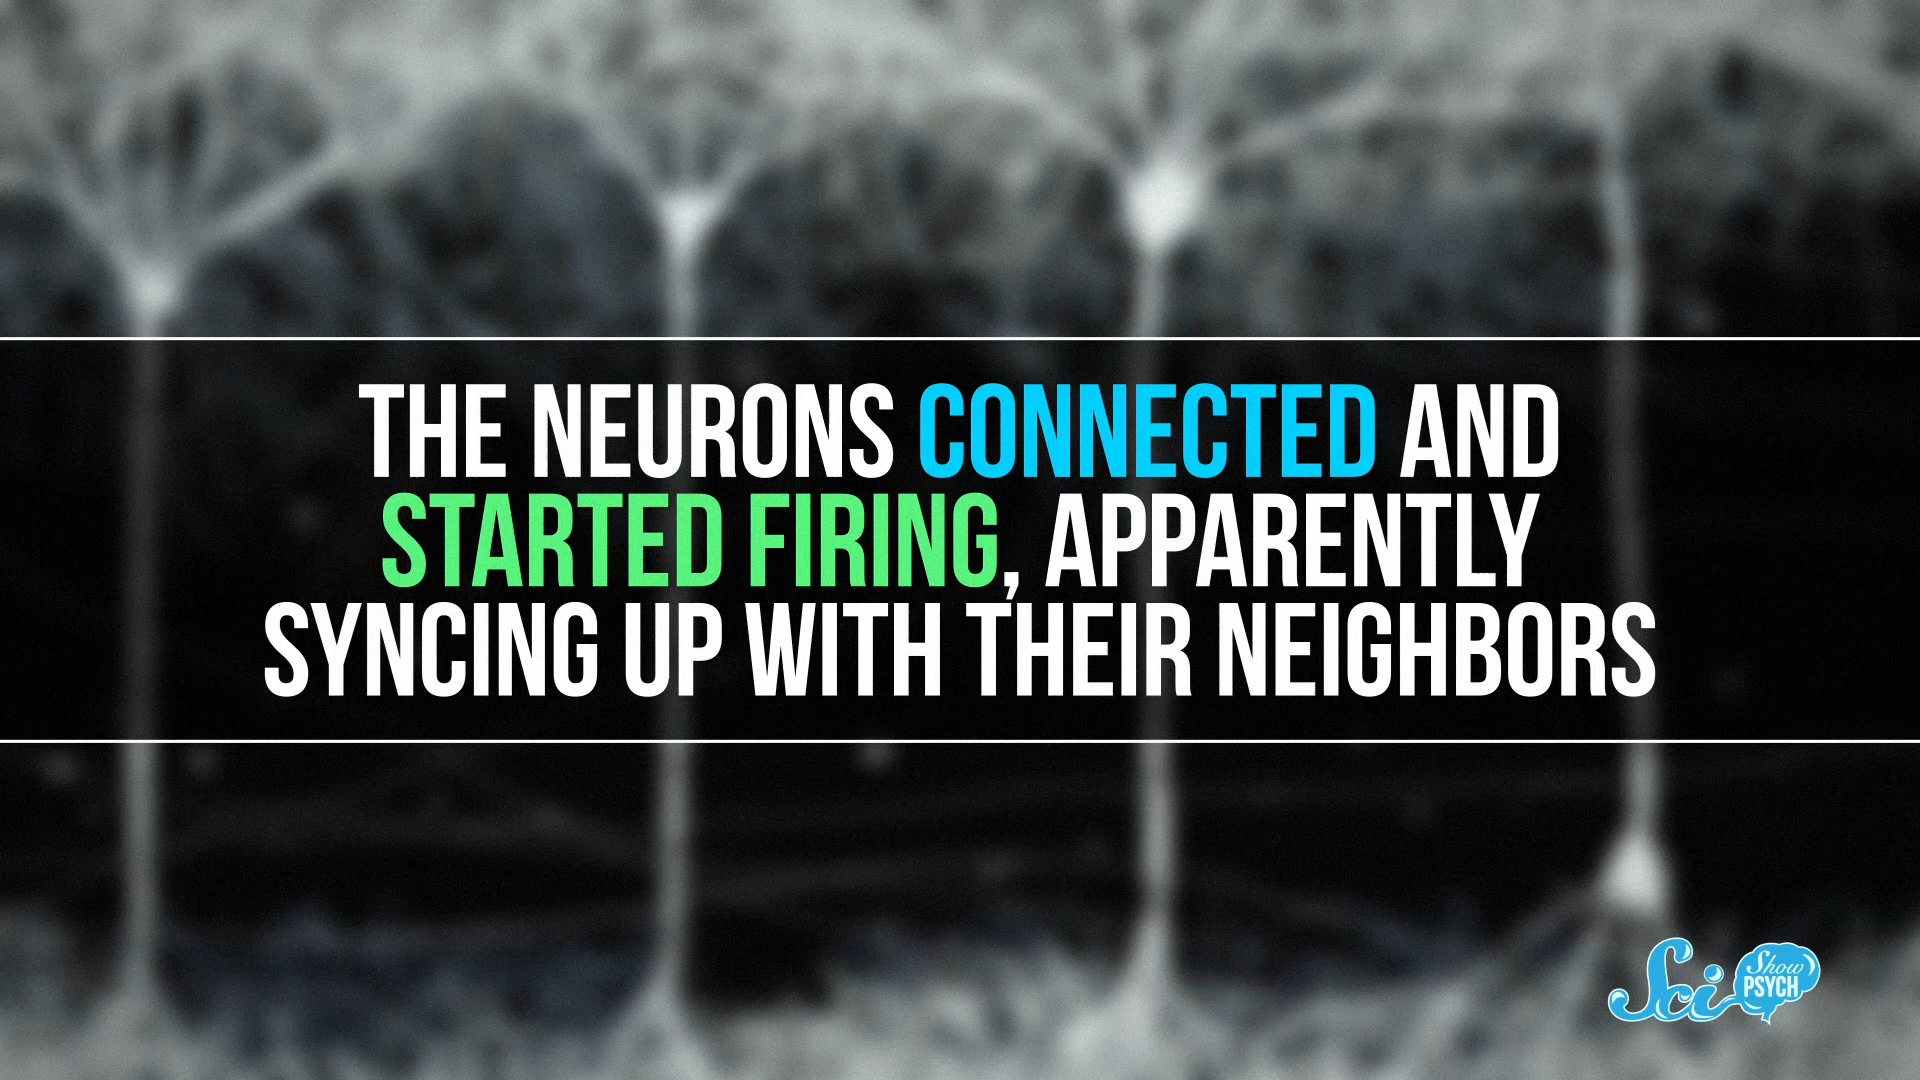 THE NEURONS CONNECTED AND
STARTED FIRING, APPARENTLY
SYNCING UP WITH THEIR NEIGHBORS
Sci Show
PSYCH